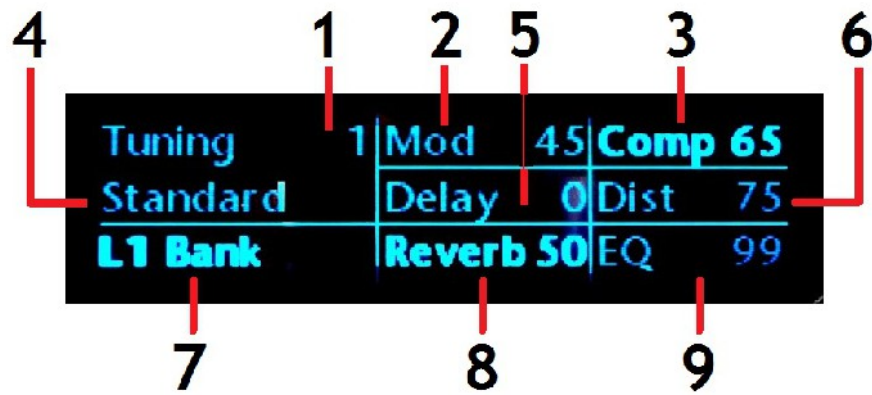 4 1 2 5 3 6
Tuning 1 Mod 45 Comp 65
Standard Delay 0 Dist 75
L1 Bank Reverb 50 EQ 99
7 8 9